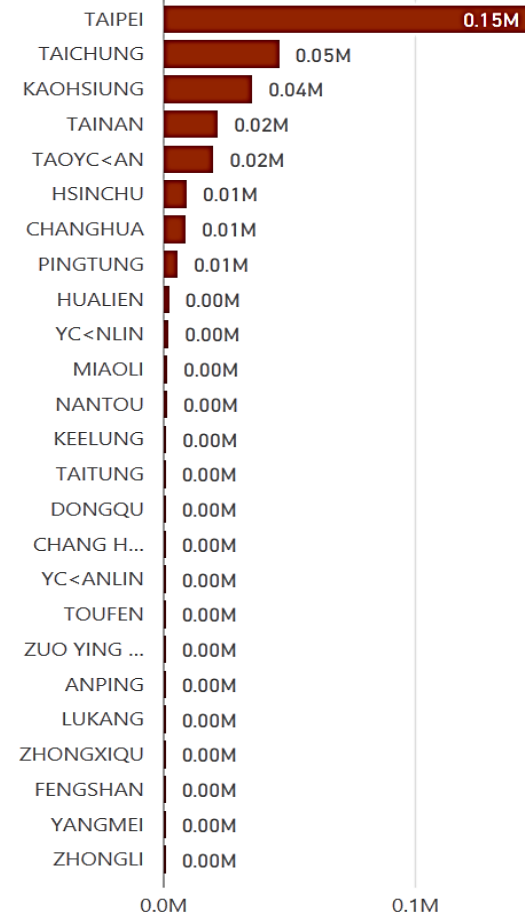 TAIPEI 0.15M
TAICHUNG 0.05M
KAOHSIUNG 0.04M
TAINAN 0.02M
TAOYC<AN 0.02M
HSINCHU 0.01M
CHANGHUA 0.01M
PINGTUNG 0.01M
HUALIEN 0.00M
YC<NLIN 0.00M
MIAOLI 0.00M
NANTOU 0.00M
KEELUNG 0.00M
TAITUNG 0.00M
DONGQU 0.00M
CHANG H... 0.00M
YC<ANLIN 0.00M
TOUFEN 0.00M
ZUO YING ... 0.00M
ANPING 0.00M
LUKANG 0.00M
ZHONGXIQU 0.00M
FENGSHAN 0.00M
YANGMEI 0.00M
ZHONGLI 0.00M
0.0M 0.1M